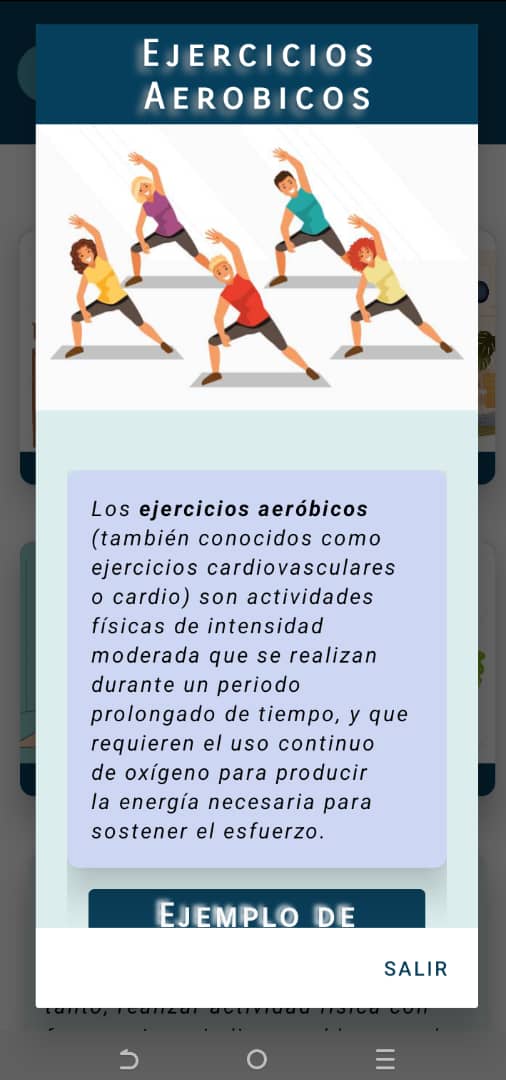 EJERCICIOS
AEROBICOS
Los ejercicios aeróbicos
(también conocidos como
ejercicios cardiovasculares
o cardio) son actividades
físicas de intensidad
moderada que se realizan
durante un periodo
prolongado de tiempo, y que
requieren el uso continuo
de oxígeno para producir
la energía necesaria para
sostener el esfuerzo.
EJEMPLO DE
SALIR
tanto, realizar actividad física con